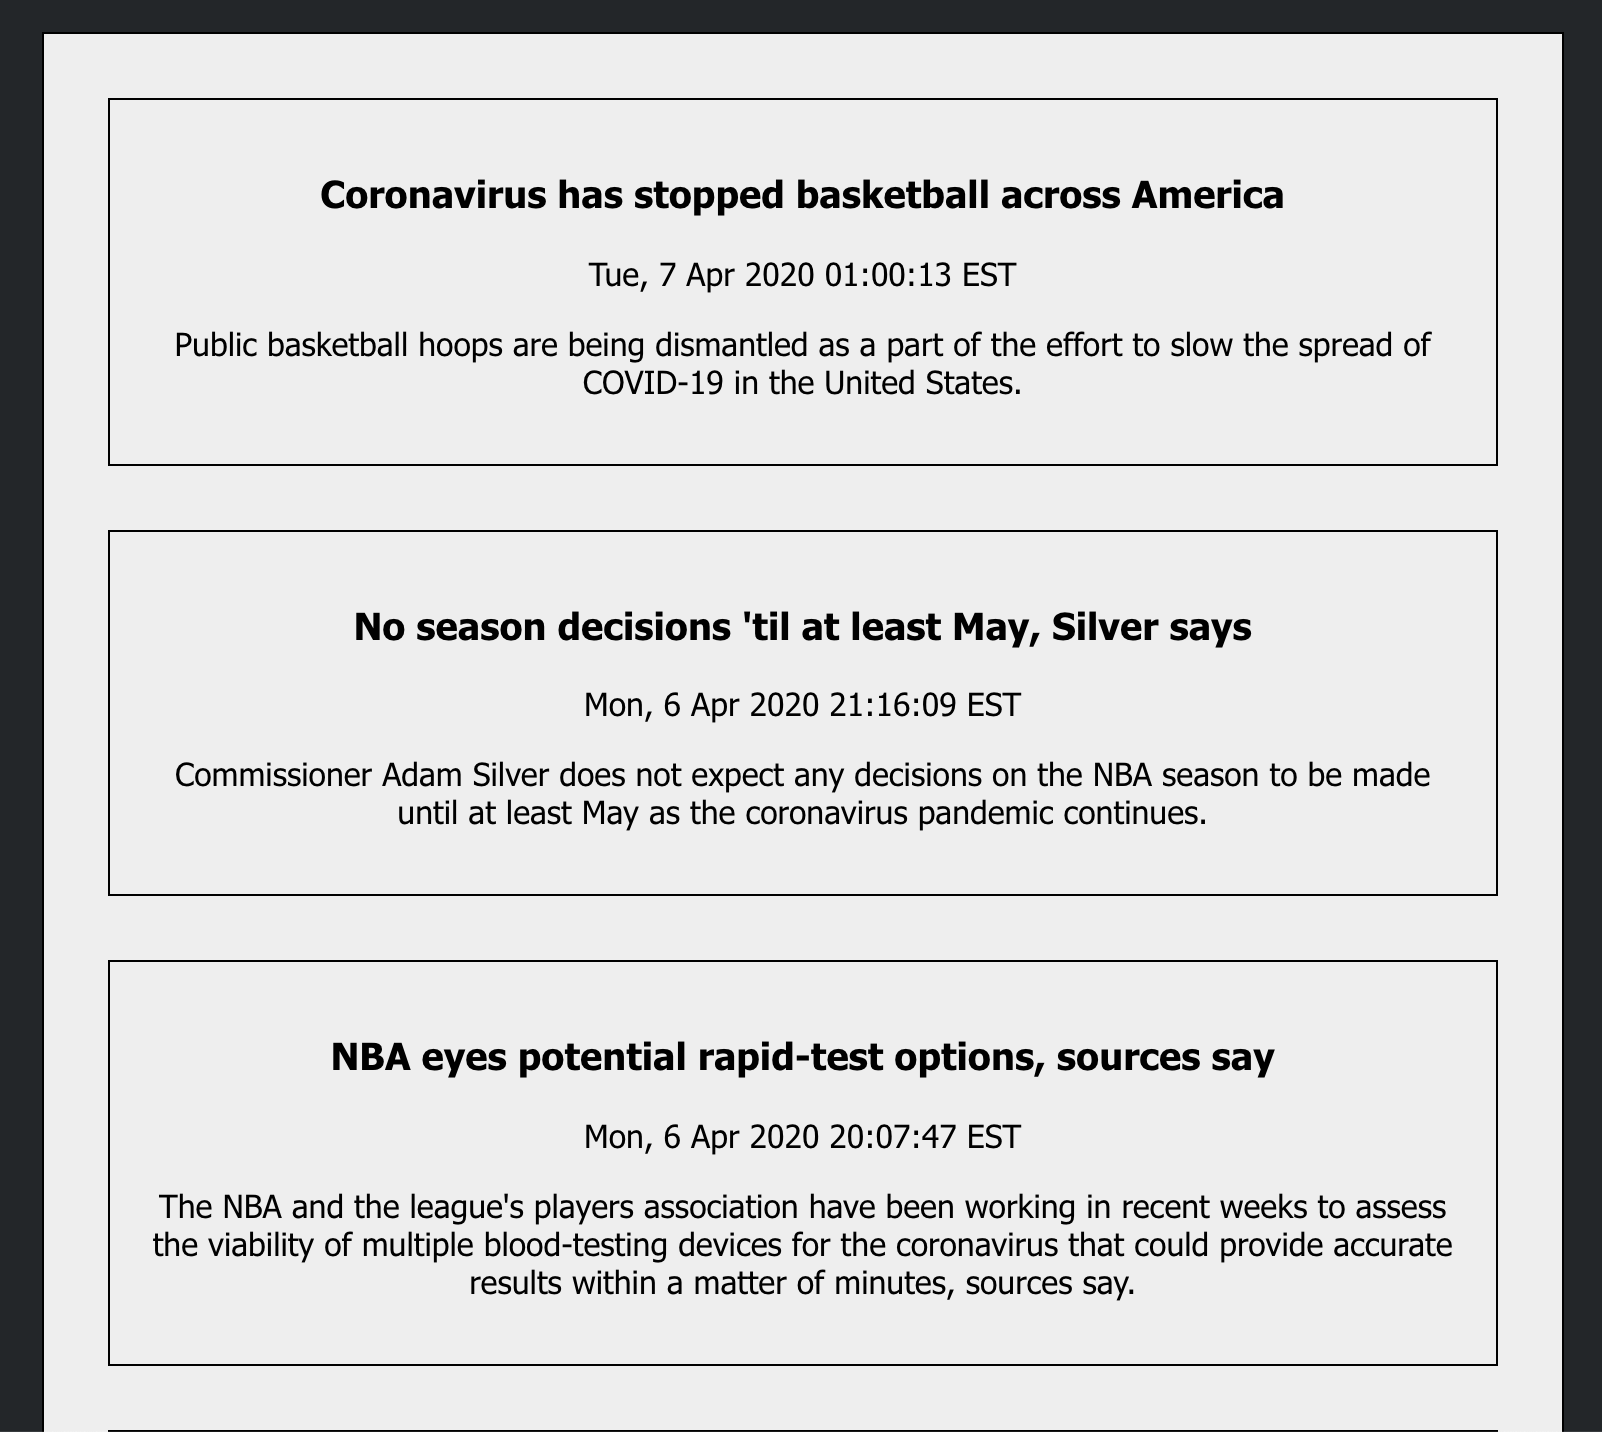 Coronavirus has stopped basketball across America
Tue, 7 Apr 2020 01:00:13 EST
Public basketball hoops are being dismantled as a part of the effort to slow the spread of
COVID-19 in the United States.
No season decisions 'til at least May, Silver says
Mon, 6 Apr 2020 21:16:09 EST
Commissioner Adam Silver does not expect any decisions on the NBA season to be made
until at least May as the coronavirus pandemic continues.
NBA eyes potential rapid-test options, sources say
Mon, 6 Apr 2020 20:07:47 EST
The NBA and the league's players association have been working in recent weeks to assess
the viability of multiple blood-testing devices for the coronavirus that could provide accurate
results within a matter of minutes, sources say.